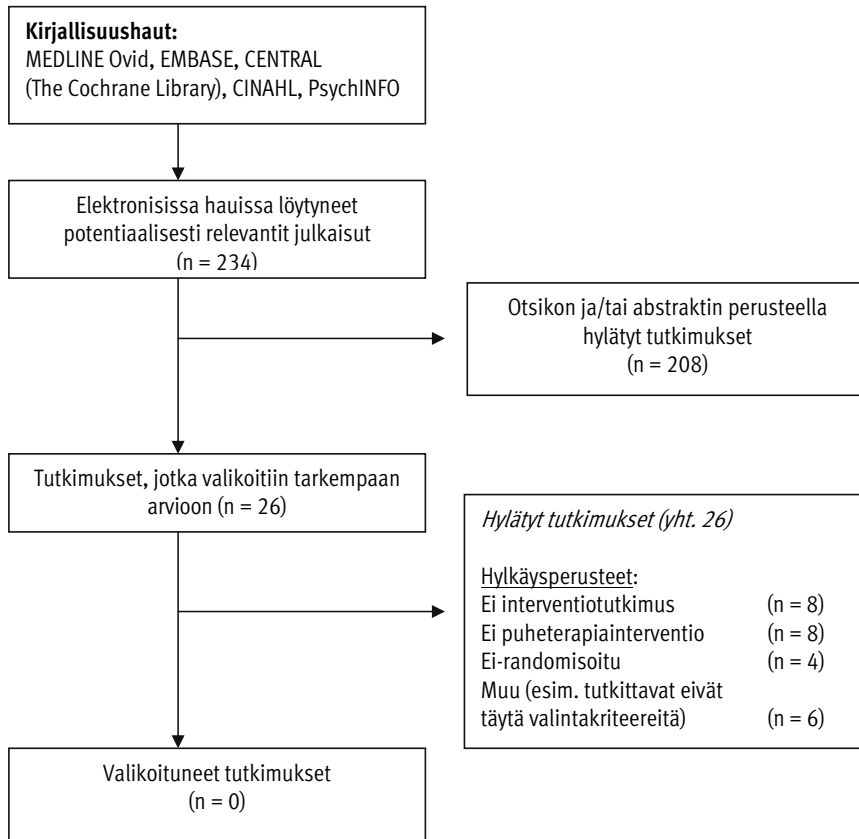 Kirjallisuushaut:
MEDLINE Ovid, EMBASE, CENTRAL
(The Cochrane Library), CINAHL, PsychINFO
Elektronisissa hauissa löytyneet
potentiaalisesti relevantit julkaisut
(n = 234)
Otsikon ja/tai abstraktin perusteella
hylätyt tutkimukset
(n = 208)
Tutkimukset, jotka valikoitiin tarkempaan
arvioon (n = 26)
Hylätyt tutkimukset (yht. 26)
Hylkäysperusteet:
Ei interventiotutkimus (n = 8)
Ei puheterapiainterventio (n = 8)
Ei-randomisoitu (n = 4)
Muu (esim. tutkittavat eivät
täytä valintakriteereitä) (n = 6)
Valikoituneet tutkimukset
(n = 0)